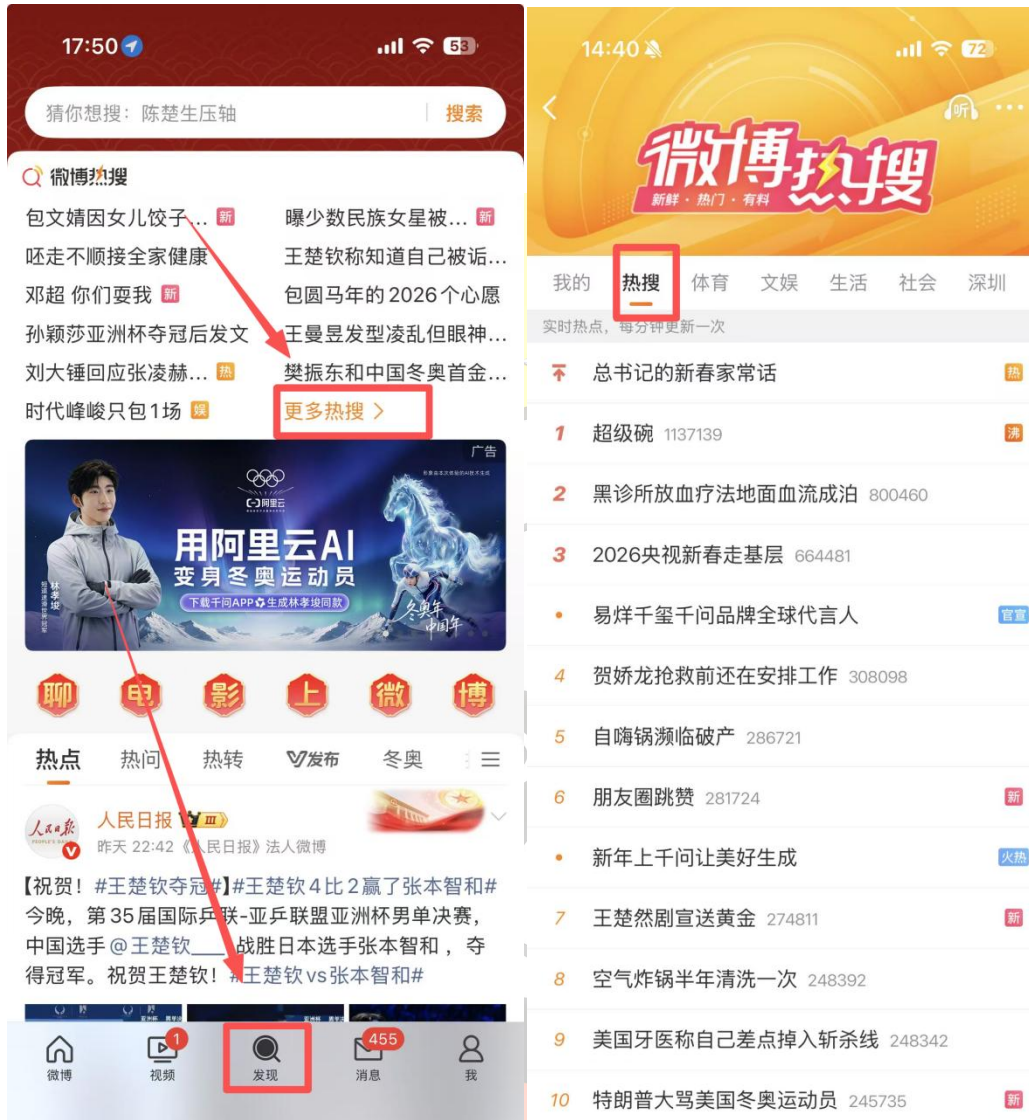 17:50
53
猜你想搜：陈楚生压轴
搜索
微博热搜
包文婧因女儿饺子... 新
曝少数民族女星被... 新
呸走不顺接全家健康
王楚钦称知道自己被诟...
邓超 你们耍我 新
包圆马年的2026个心愿
孙颖莎亚洲杯夺冠后发文
王曼昱发型凌乱但眼神...
刘大锤回应张凌赫... 热
樊振东和中国冬奥首金...
时代峰峻只包1场 娱
更多热搜 >
广告
阿里云
用阿里云AI
变身冬奥运动员
下载千问APP 生成林孝埈同款
林孝埈
冬奥年
中国年
聊 电 影 上 微 博
热点 热问 热转 V发布 冬奥
人民日报
人民日报 III
昨天 22:42 《人民日报》法人微博
【祝贺！#王楚钦夺冠#】#王楚钦4比2赢了张本智和#
今晚，第35届国际乒联-亚乒联盟亚洲杯男单决赛，
中国选手@王楚钦___ 战胜日本选手张本智和，夺
得冠军。祝贺王楚钦！#王楚钦vs张本智和#
1
455
微博 视频 发现 消息 我
14:40
72
听
微博热搜
新鲜·热门·有料
我的 热搜 体育 文娱 生活 社会 深圳
实时热点，每分钟更新一次
总书记的新春家常话 热
1 超级碗 1137139 沸
2 黑诊所放血疗法地面血流成泊 800460
3 2026央视新春走基层 664481
• 易烊千玺千问品牌全球代言人 官宣
4 贺娇龙抢救前还在安排工作 308098
5 自嗨锅濒临破产 286721
6 朋友圈跳赞 281724 新
• 新年上千问让美好生成 火热
7 王楚然剧宣送黄金 274811 新
8 空气炸锅半年清洗一次 248392
9 美国牙医称自己差点掉入斩杀线 248342
10 特朗普大骂美国冬奥运动员 245735 新